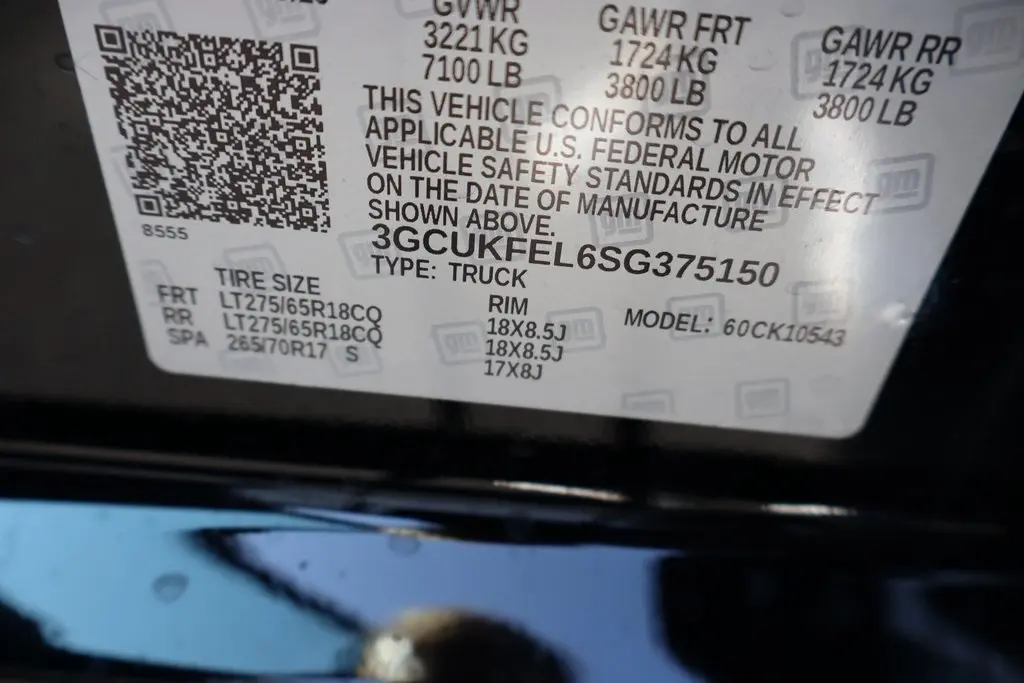 GVWR
3221 KG
7100 LB
GAWR FRT
1724 KG
3800 LB
GAWR RR
1724 KG
3800 LB
THIS VEHICLE CONFORMS TO ALL
APPLICABLE U.S. FEDERAL MOTOR
VEHICLE SAFETY STANDARDS IN EFFECT
ON THE DATE OF MANUFACTURE
SHOWN ABOVE.
8555
3GCUKFEL6SG375150
TYPE: TRUCK
TIRE SIZE RIM
FRT LT275/65R18CQ 18X8.5J
RR LT275/65R18CQ 18X8.5J
SPA 265/70R17 S 17X8J
MODEL: 60CK10543